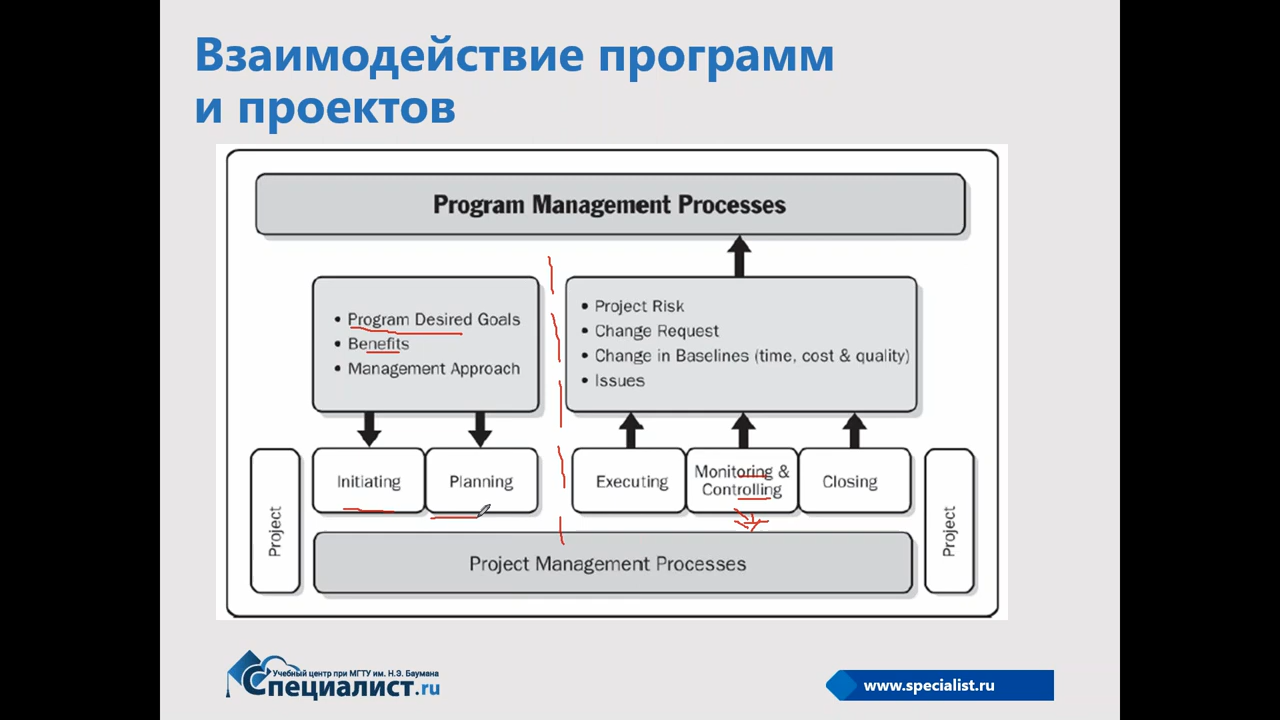 Взаимодействие программ
и проектов
Program Management Processes
• Program Desired Goals
• Benefits
• Management Approach
• Project Risk
• Change Request
• Change in Baselines (time, cost & quality)
• Issues
Project
Initiating
Planning
Executing
Monitoring &
Controlling
Closing
Project
Project Management Processes
Учебный центр при МГТУ им. Н.Э. Баумана
Специалист.ru
www.specialist.ru